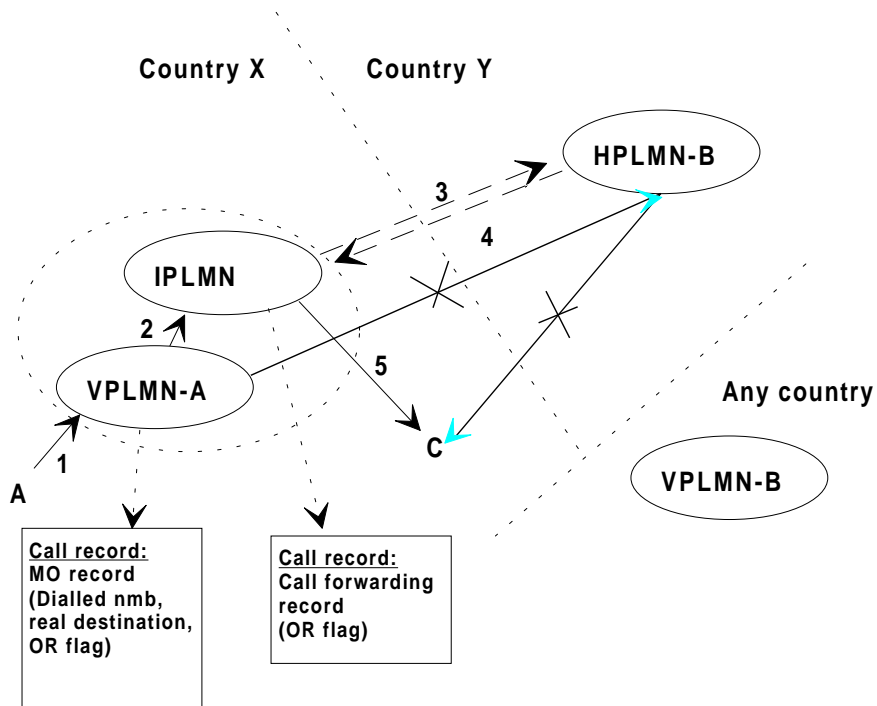 Country X
Country Y
HPLMN-B
3
4
IPLMN
2
5
VPLMN-A
Any country
1
C
A
VPLMN-B
Call record:
MO record
(Dialled nmb,
real destination,
OR flag)
Call record:
Call forwarding
record
(OR flag)